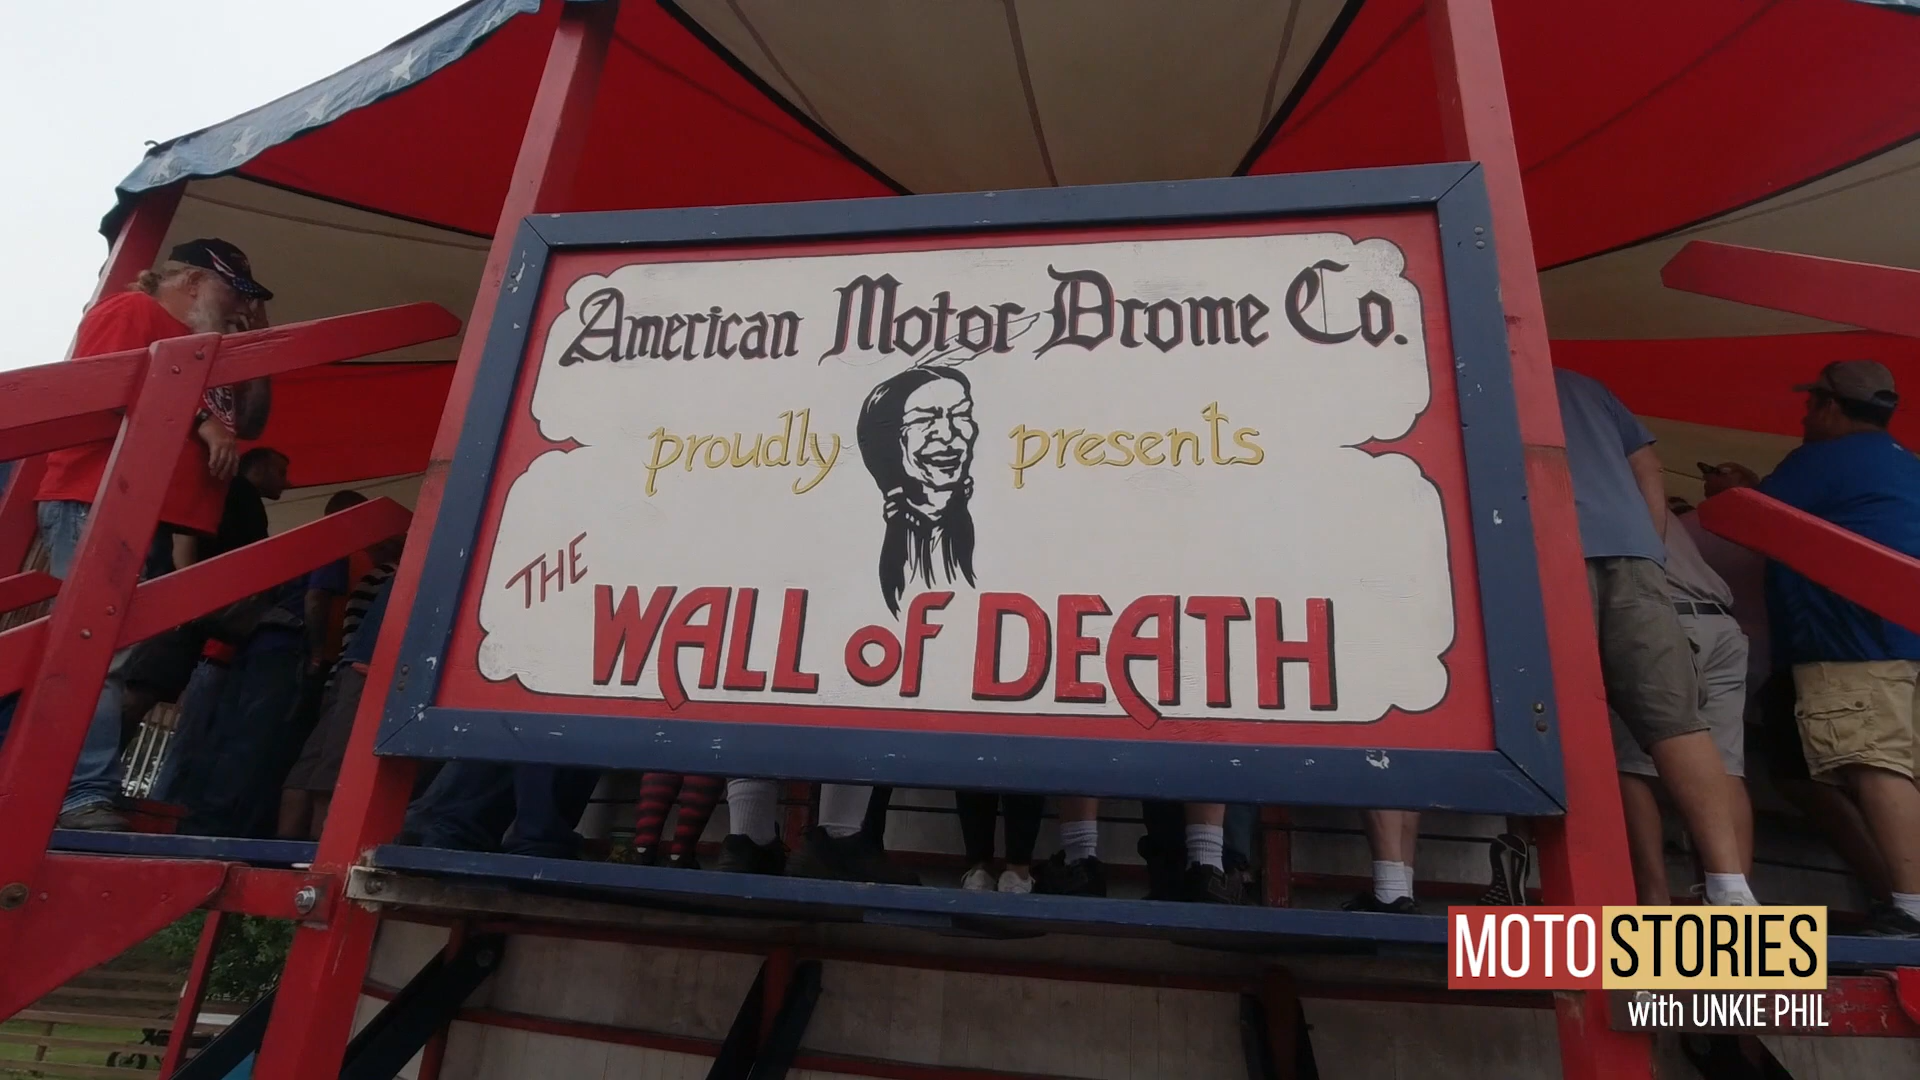 American Motor Drome Co.
proudly presents
THE
WALL OF DEATH
MOTO STORIES
with UNKIE PHIL